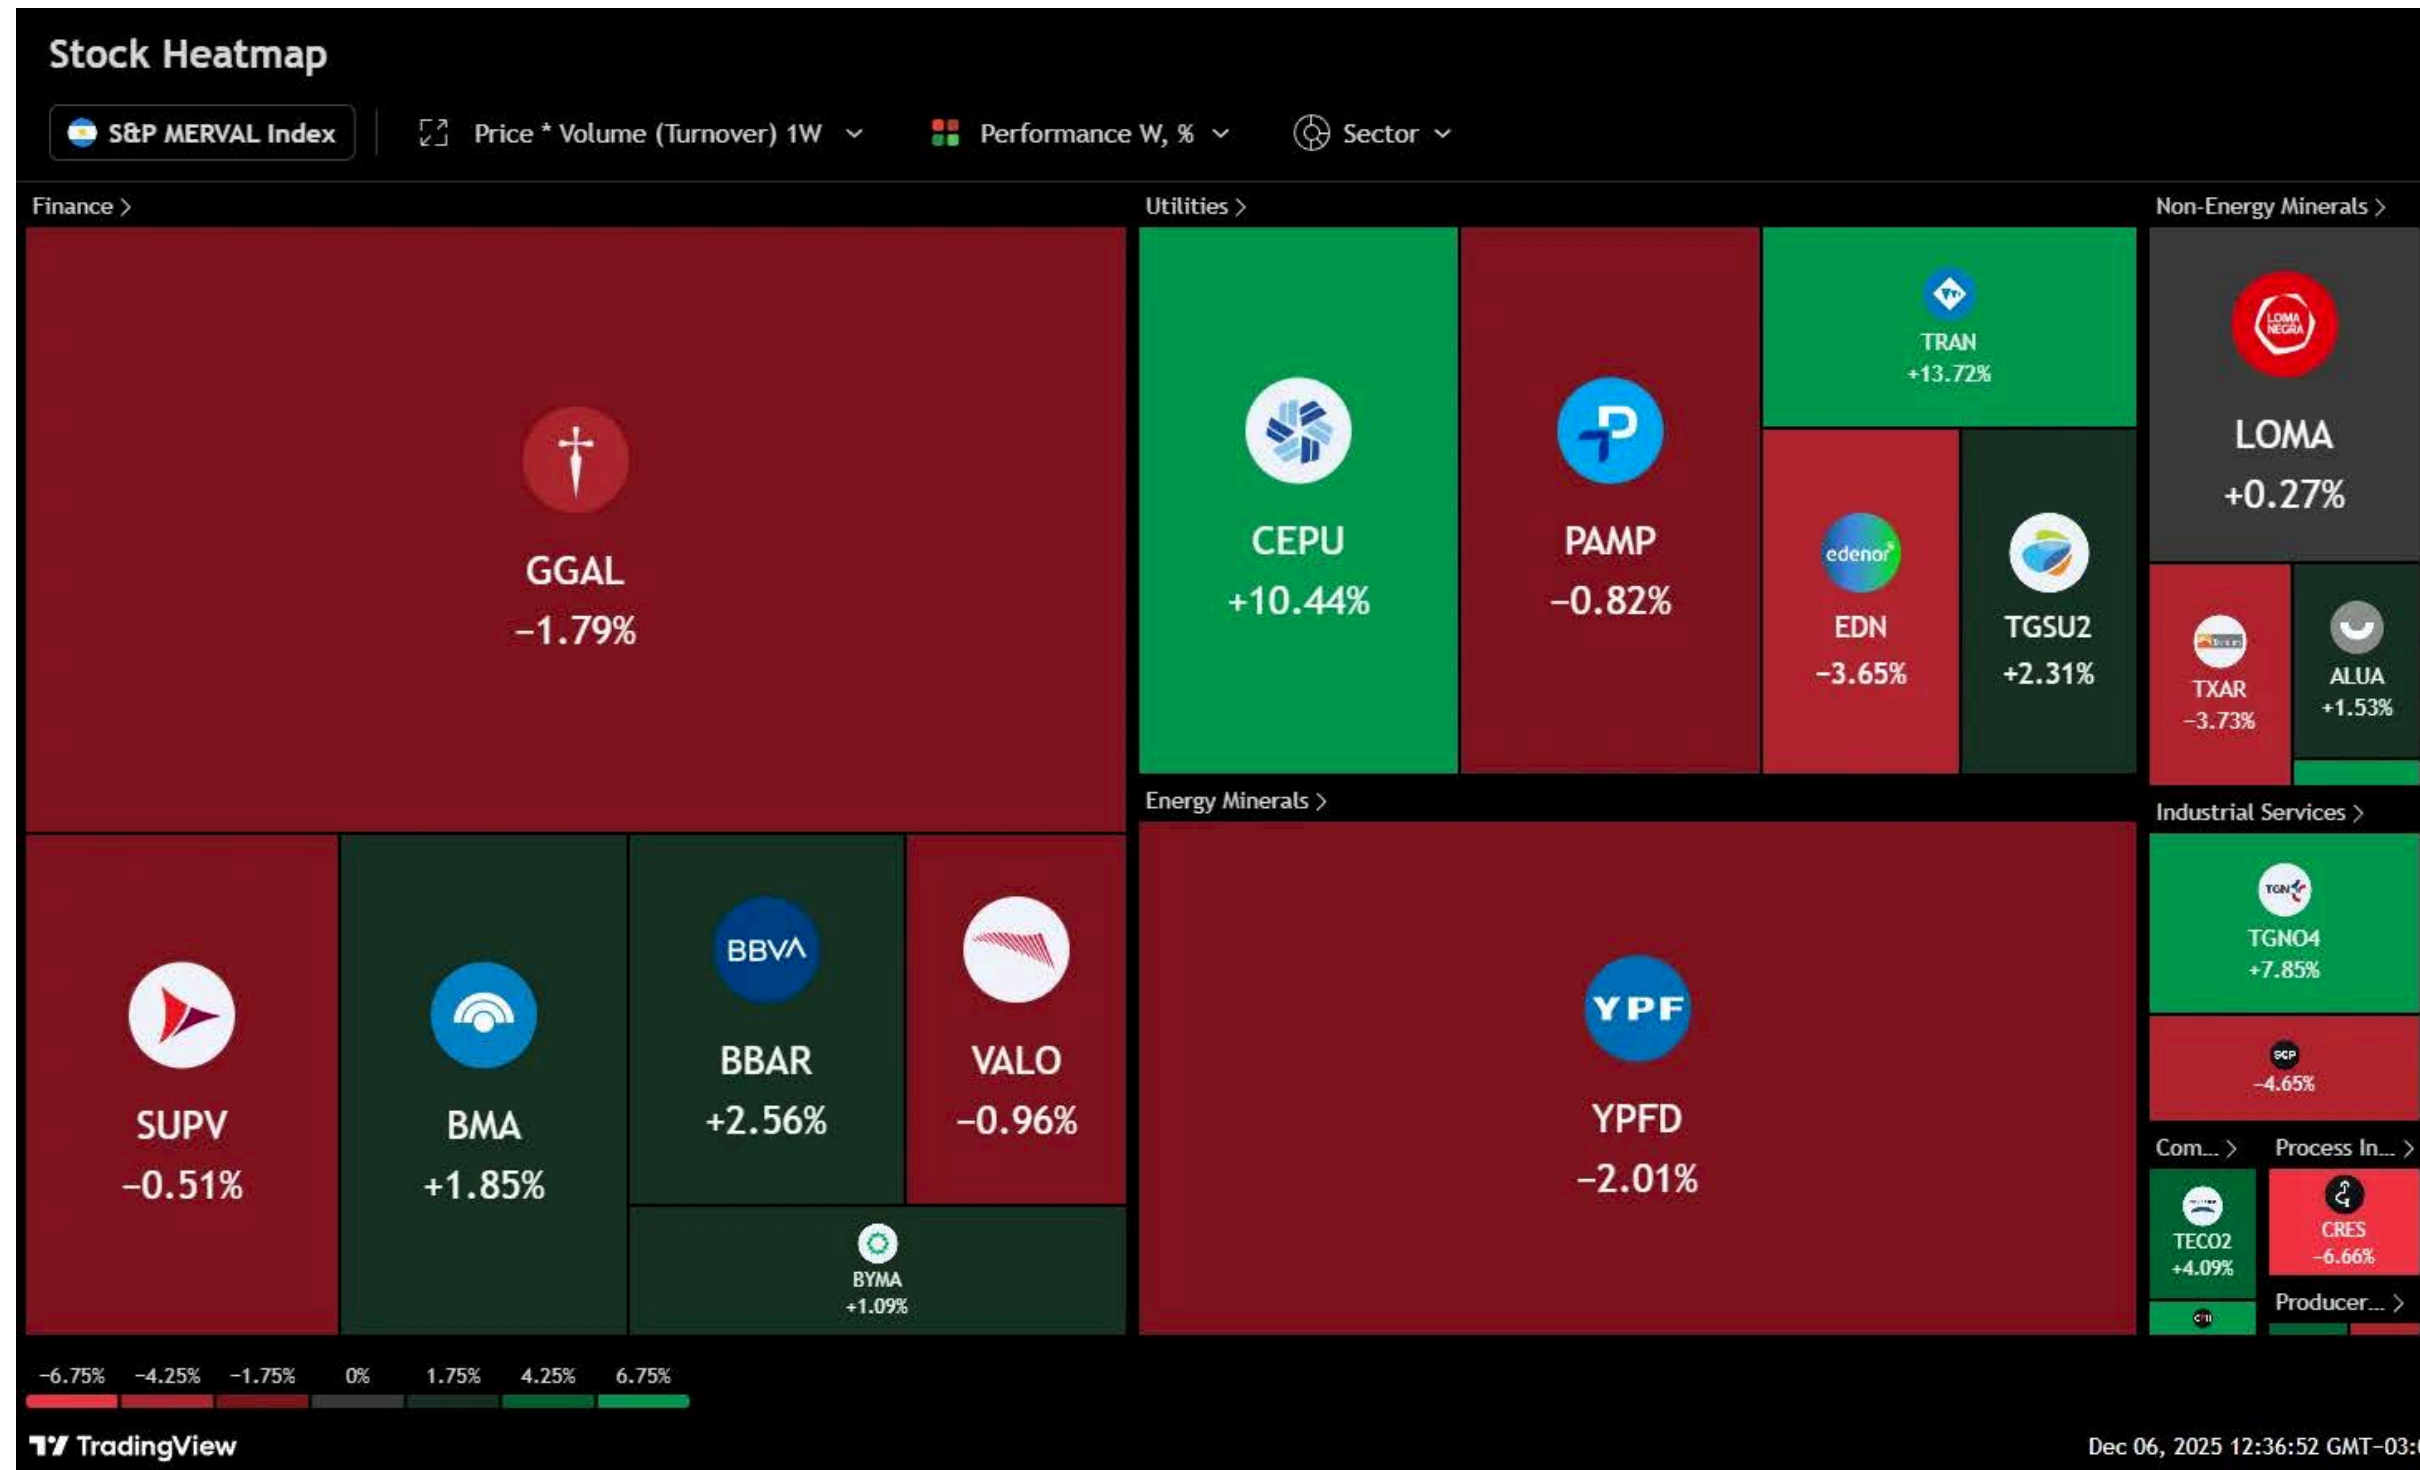 Stock Heatmap
S&P MERVAL Index
Price * Volume (Turnover) 1W
Performance W, %
Sector
Finance >
GGAL
−1.79%
SUPV
−0.51%
BMA
+1.85%
BBVA
BBAR
+2.56%
VALO
−0.96%
BYMA
+1.09%
Utilities >
CEPU
+10.44%
PAMP
−0.82%
TRAN
+13.72%
edenor
EDN
−3.65%
TGSU2
+2.31%
Energy Minerals >
YPF
YPFD
−2.01%
Non-Energy Minerals >
LOMA
NEGRA
LOMA
+0.27%
TXAR
−3.73%
ALUA
+1.53%
Industrial Services >
TGN
TGNO4
+7.85%
SCP
−4.65%
Com... >
TECO2
+4.09%
Process In... >
CRES
−6.66%
Producer... >
−6.75% −4.25% −1.75% 0% 1.75% 4.25% 6.75%
TradingView
Dec 06, 2025 12:36:52 GMT−03: